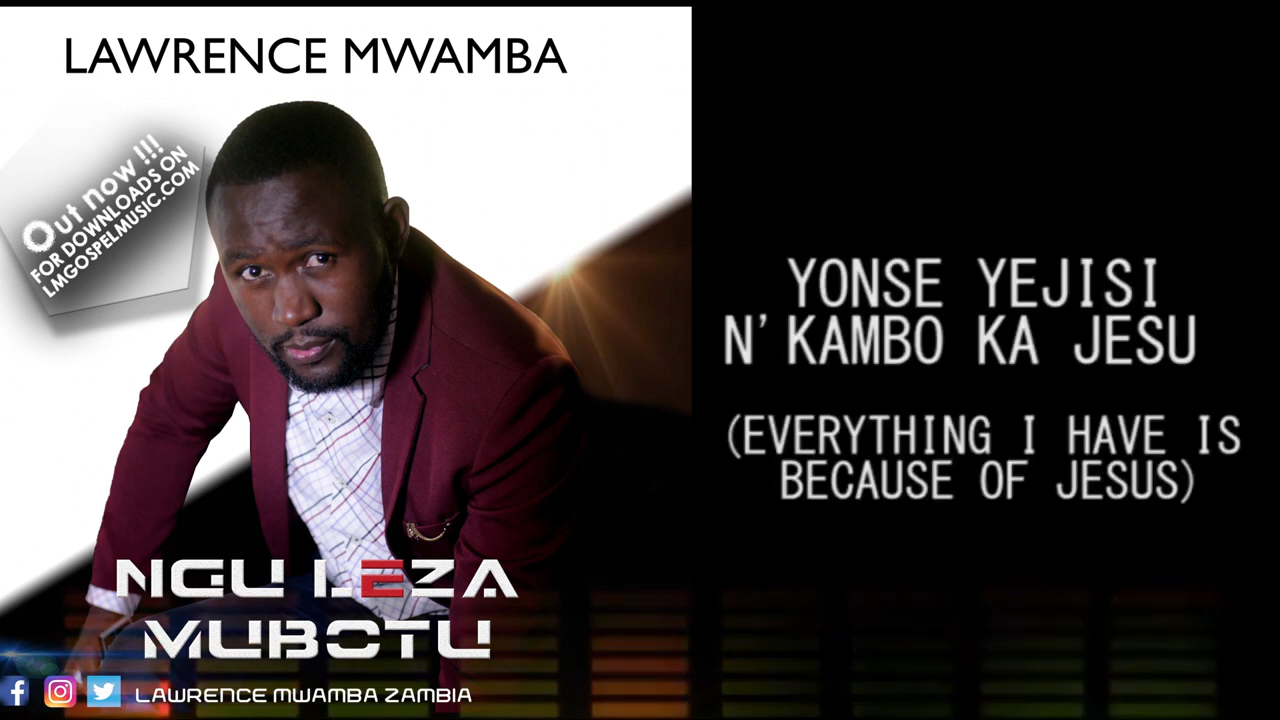 LAWRENCE MWAMBA
Out now !!!
FOR DOWNLOADS ON
LMGOSPELMUSIC.COM
NGU LEZA
MUBOTU
LAWRENCE MWAMBA ZAMBIA
YONSE YEJISI
N'KAMBO KA JESU
(EVERYTHING I HAVE IS
BECAUSE OF JESUS)